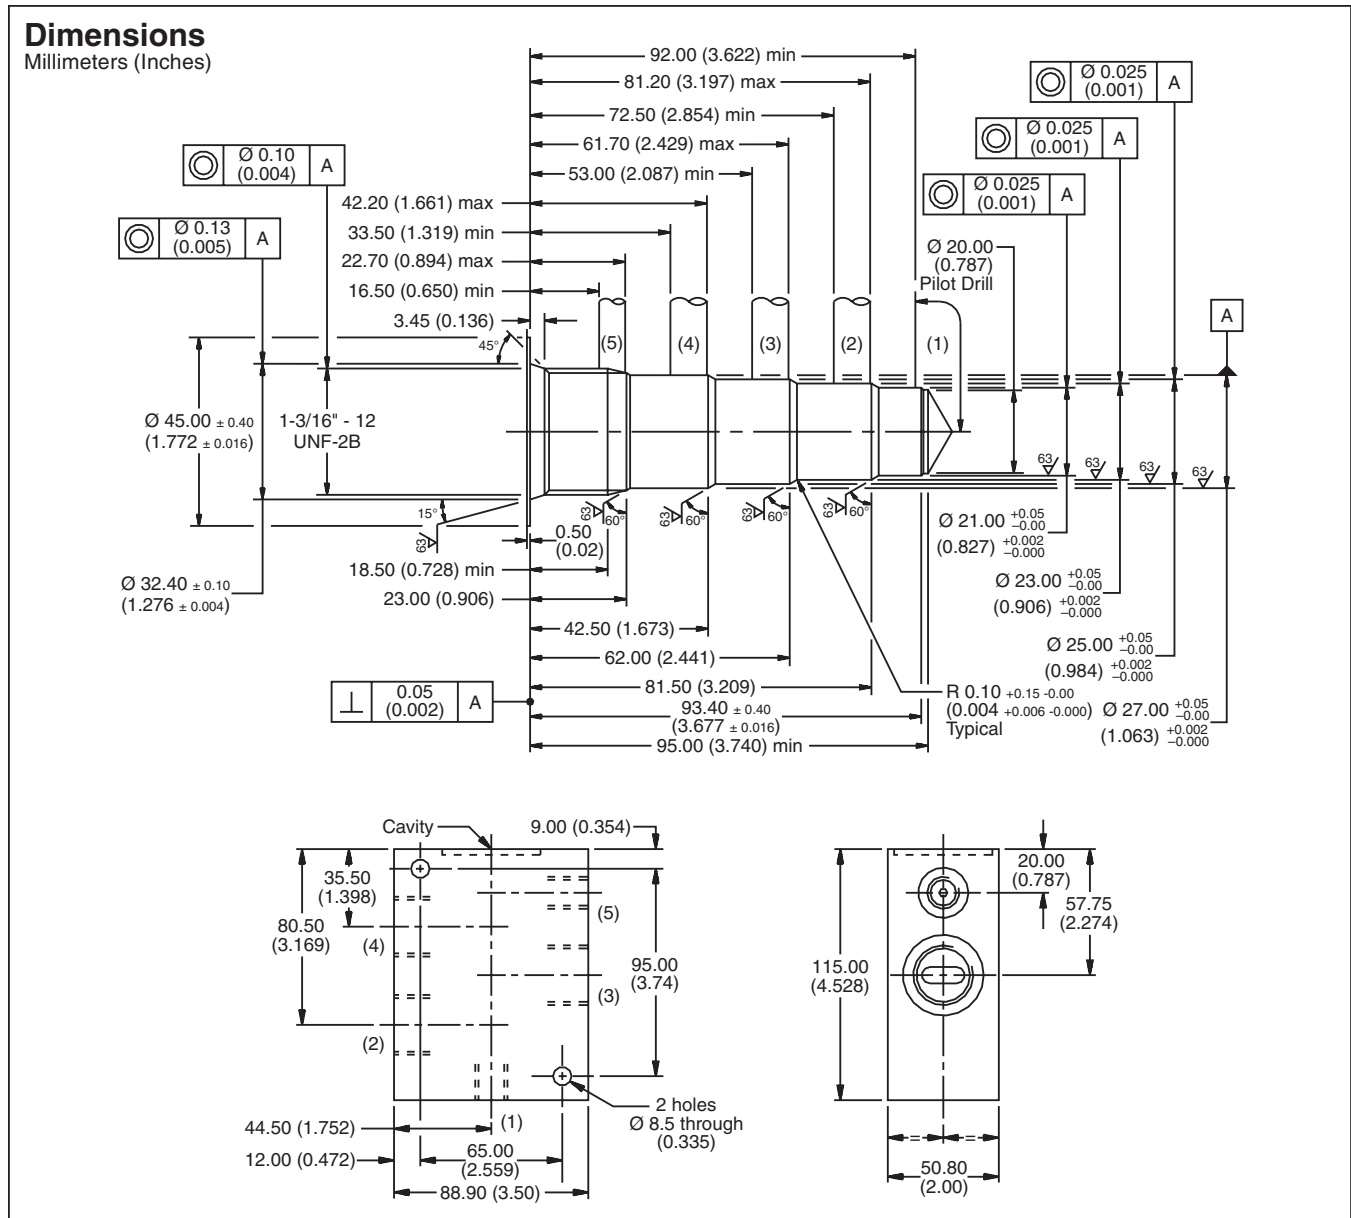 Dimensions
Millimeters (Inches)
92.00 (3.622) min
81.20 (3.197) max
72.50 (2.854) min
61.70 (2.429) max
53.00 (2.087) min
42.20 (1.661) max
33.50 (1.319) min
22.70 (0.894) max
16.50 (0.650) min
3.45 (0.136)
Ø 0.10
(0.004)
A
Ø 0.13
(0.005)
A
Ø 0.025
(0.001)
A
Ø 0.025
(0.001)
A
Ø 0.025
(0.001)
A
Ø 20.00
(0.787)
Pilot Drill
A
45°
(5)
(4)
(3)
(2)
(1)
Ø 45.00 ± 0.40
(1.772 ± 0.016)
1-3/16" - 12
UNF-2B
63
63
63
63
15°
63
63
60°
63
60°
63
60°
63
60°
0.50
(0.02)
Ø 32.40 ± 0.10
(1.276 ± 0.004)
18.50 (0.728) min
23.00 (0.906)
42.50 (1.673)
62.00 (2.441)
81.50 (3.209)
93.40 ± 0.40
(3.677 ± 0.016)
95.00 (3.740) min
0.05
(0.002)
A
Ø 21.00 +0.05 –0.00
(0.827) +0.002 –0.000
Ø 23.00 +0.05 –0.00
(0.906) +0.002 –0.000
Ø 25.00 +0.05 –0.00
(0.984) +0.002 –0.000
R 0.10 +0.15 -0.00
(0.004 +0.006 -0.000)
Typical
Ø 27.00 +0.05 –0.00
(1.063) +0.002 –0.000
Cavity
9.00 (0.354)
35.50
(1.398)
80.50
(3.169)
(4)
(2)
(5)
(3)
95.00
(3.74)
(1)
2 holes
Ø 8.5 through
(0.335)
44.50 (1.752)
12.00 (0.472)
65.00
(2.559)
88.90 (3.50)
20.00
(0.787)
57.75
(2.274)
115.00
(4.528)
= =
50.80
(2.00)